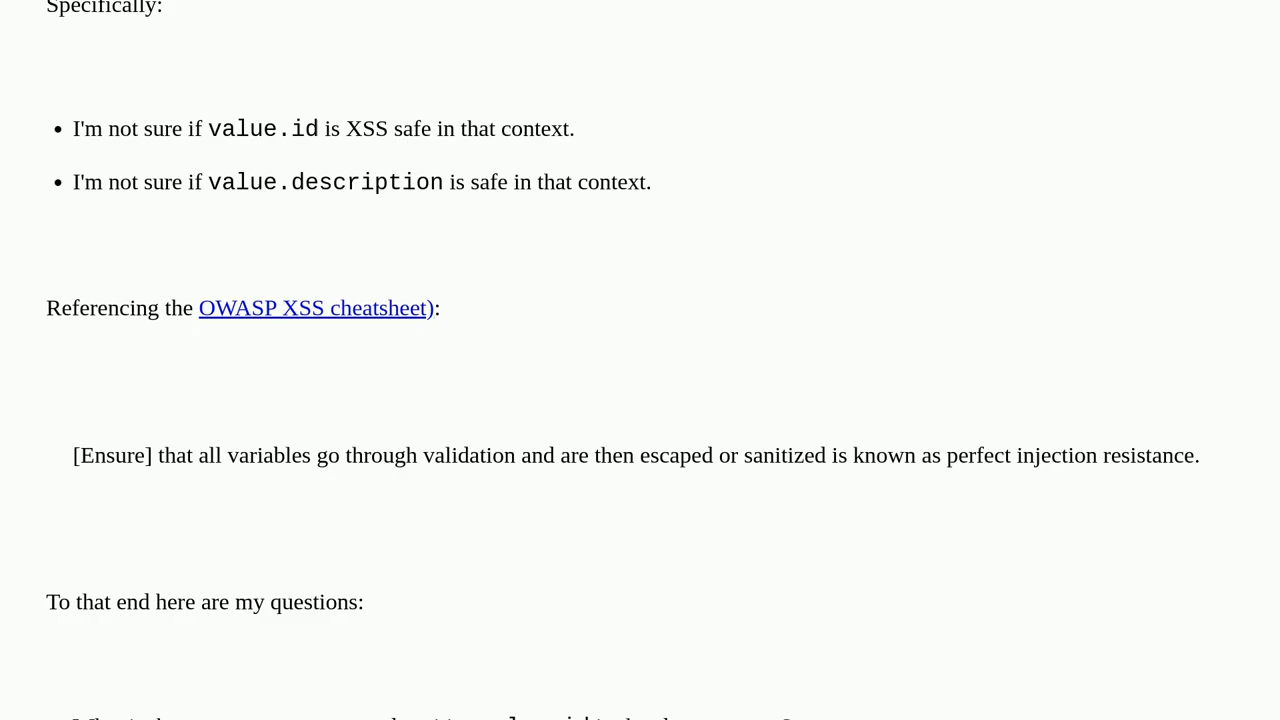 Specifically:
• I'm not sure if value.id is XSS safe in that context.
• I'm not sure if value.description is safe in that context.
Referencing the OWASP XSS cheatsheet):
[Ensure] that all variables go through validation and are then escaped or sanitized is known as perfect injection resistance.
To that end here are my questions: